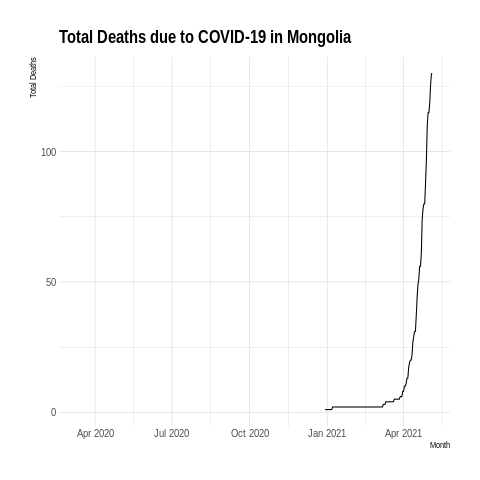 Total Deaths due to COVID-19 in Mongolia
Total Deaths
100
50
0
Apr 2020 Jul 2020 Oct 2020 Jan 2021 Apr 2021
Month